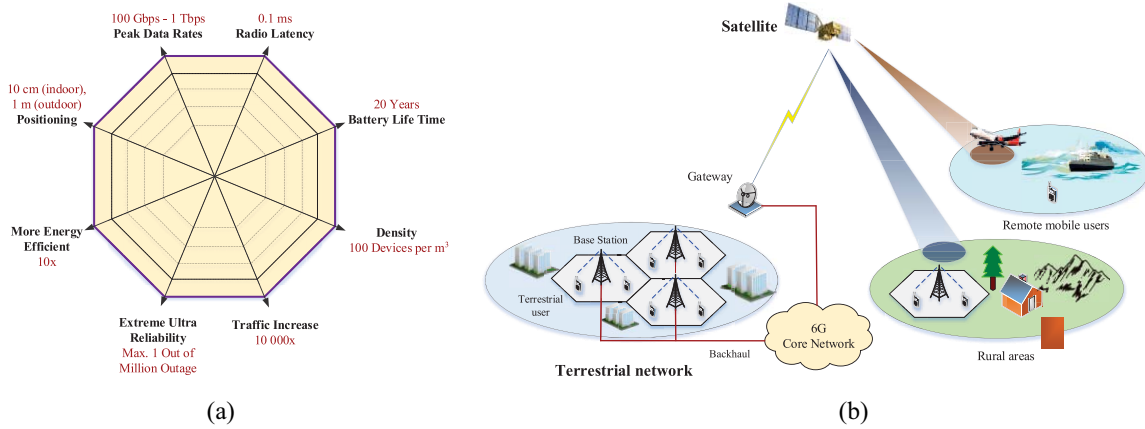 100 Gbps - 1 Tbps
Peak Data Rates
0.1 ms
Radio Latency
10 cm (indoor),
1 m (outdoor)
Positioning
20 Years
Battery Life Time
More Energy
Efficient
10x
Density
100 Devices per m³
Extreme Ultra
Reliability
Max. 1 Out of
Million Outage
Traffic Increase
10 000x
(a)
Satellite
Gateway
Remote mobile users
Base Station
Terrestrial
user
6G
Core Network
Backhaul
Rural areas
Terrestrial network
(b)